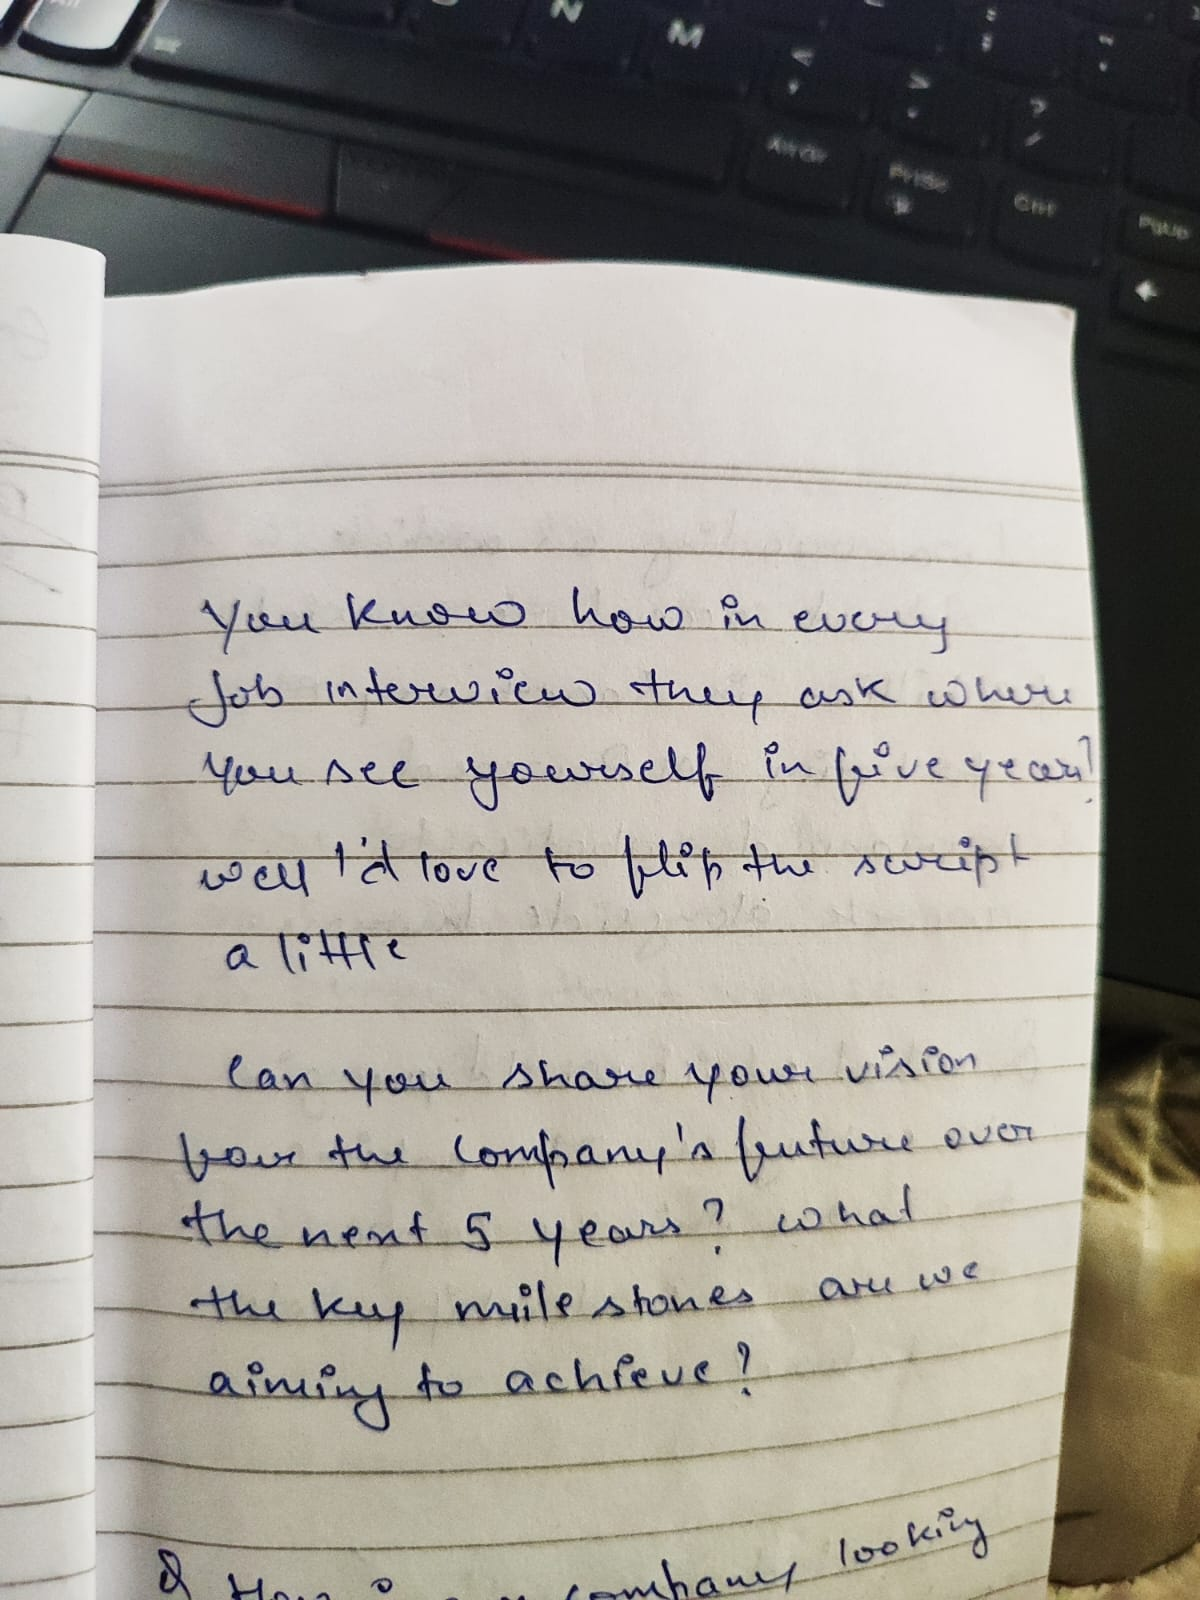 N M
< ,
> .
? /
: ;
Alt Gr PrtSc Ctrl PgUp
You know how in every
Job interview they ask where
you see yourself in five years?
well I'd love to flip the script
a little
Can you share your vision
for the company's future over
the next 5 years? what
the key milestones are we
aiming to achieve?
company looking